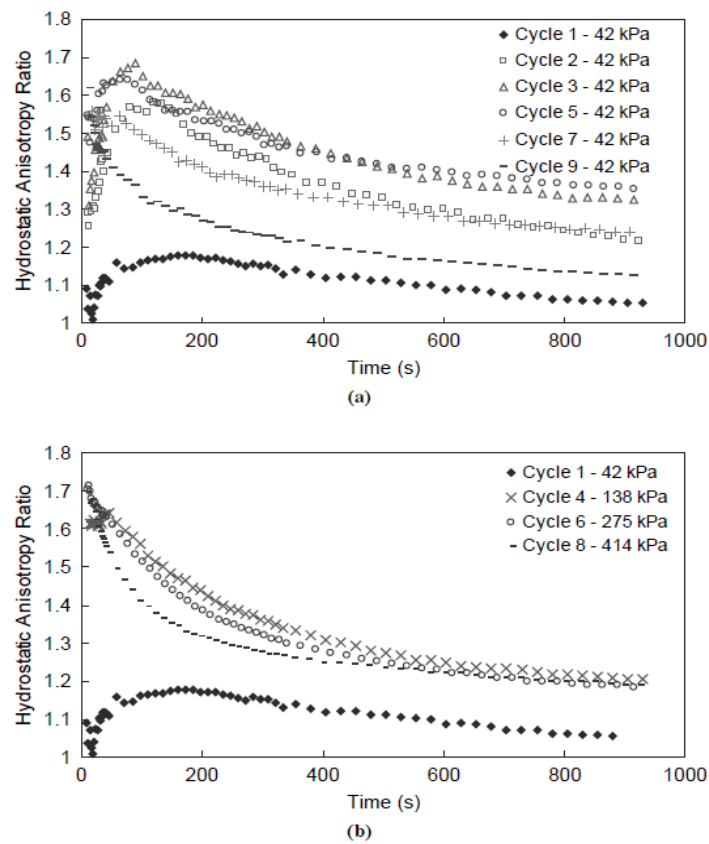 1.8
1.7
1.6
1.5
1.4
1.3
1.2
1.1
1
Hydrostatic Anisotropy Ratio
Cycle 1 - 42 kPa
Cycle 2 - 42 kPa
Cycle 3 - 42 kPa
Cycle 5 - 42 kPa
Cycle 7 - 42 kPa
Cycle 9 - 42 kPa
0 200 400 600 800 1000
Time (s)
(a)
1.8
1.7
1.6
1.5
1.4
1.3
1.2
1.1
1
Hydrostatic Anisotropy Ratio
Cycle 1 - 42 kPa
Cycle 4 - 138 kPa
Cycle 6 - 275 kPa
Cycle 8 - 414 kPa
0 200 400 600 800 1000
Time (s)
(b)